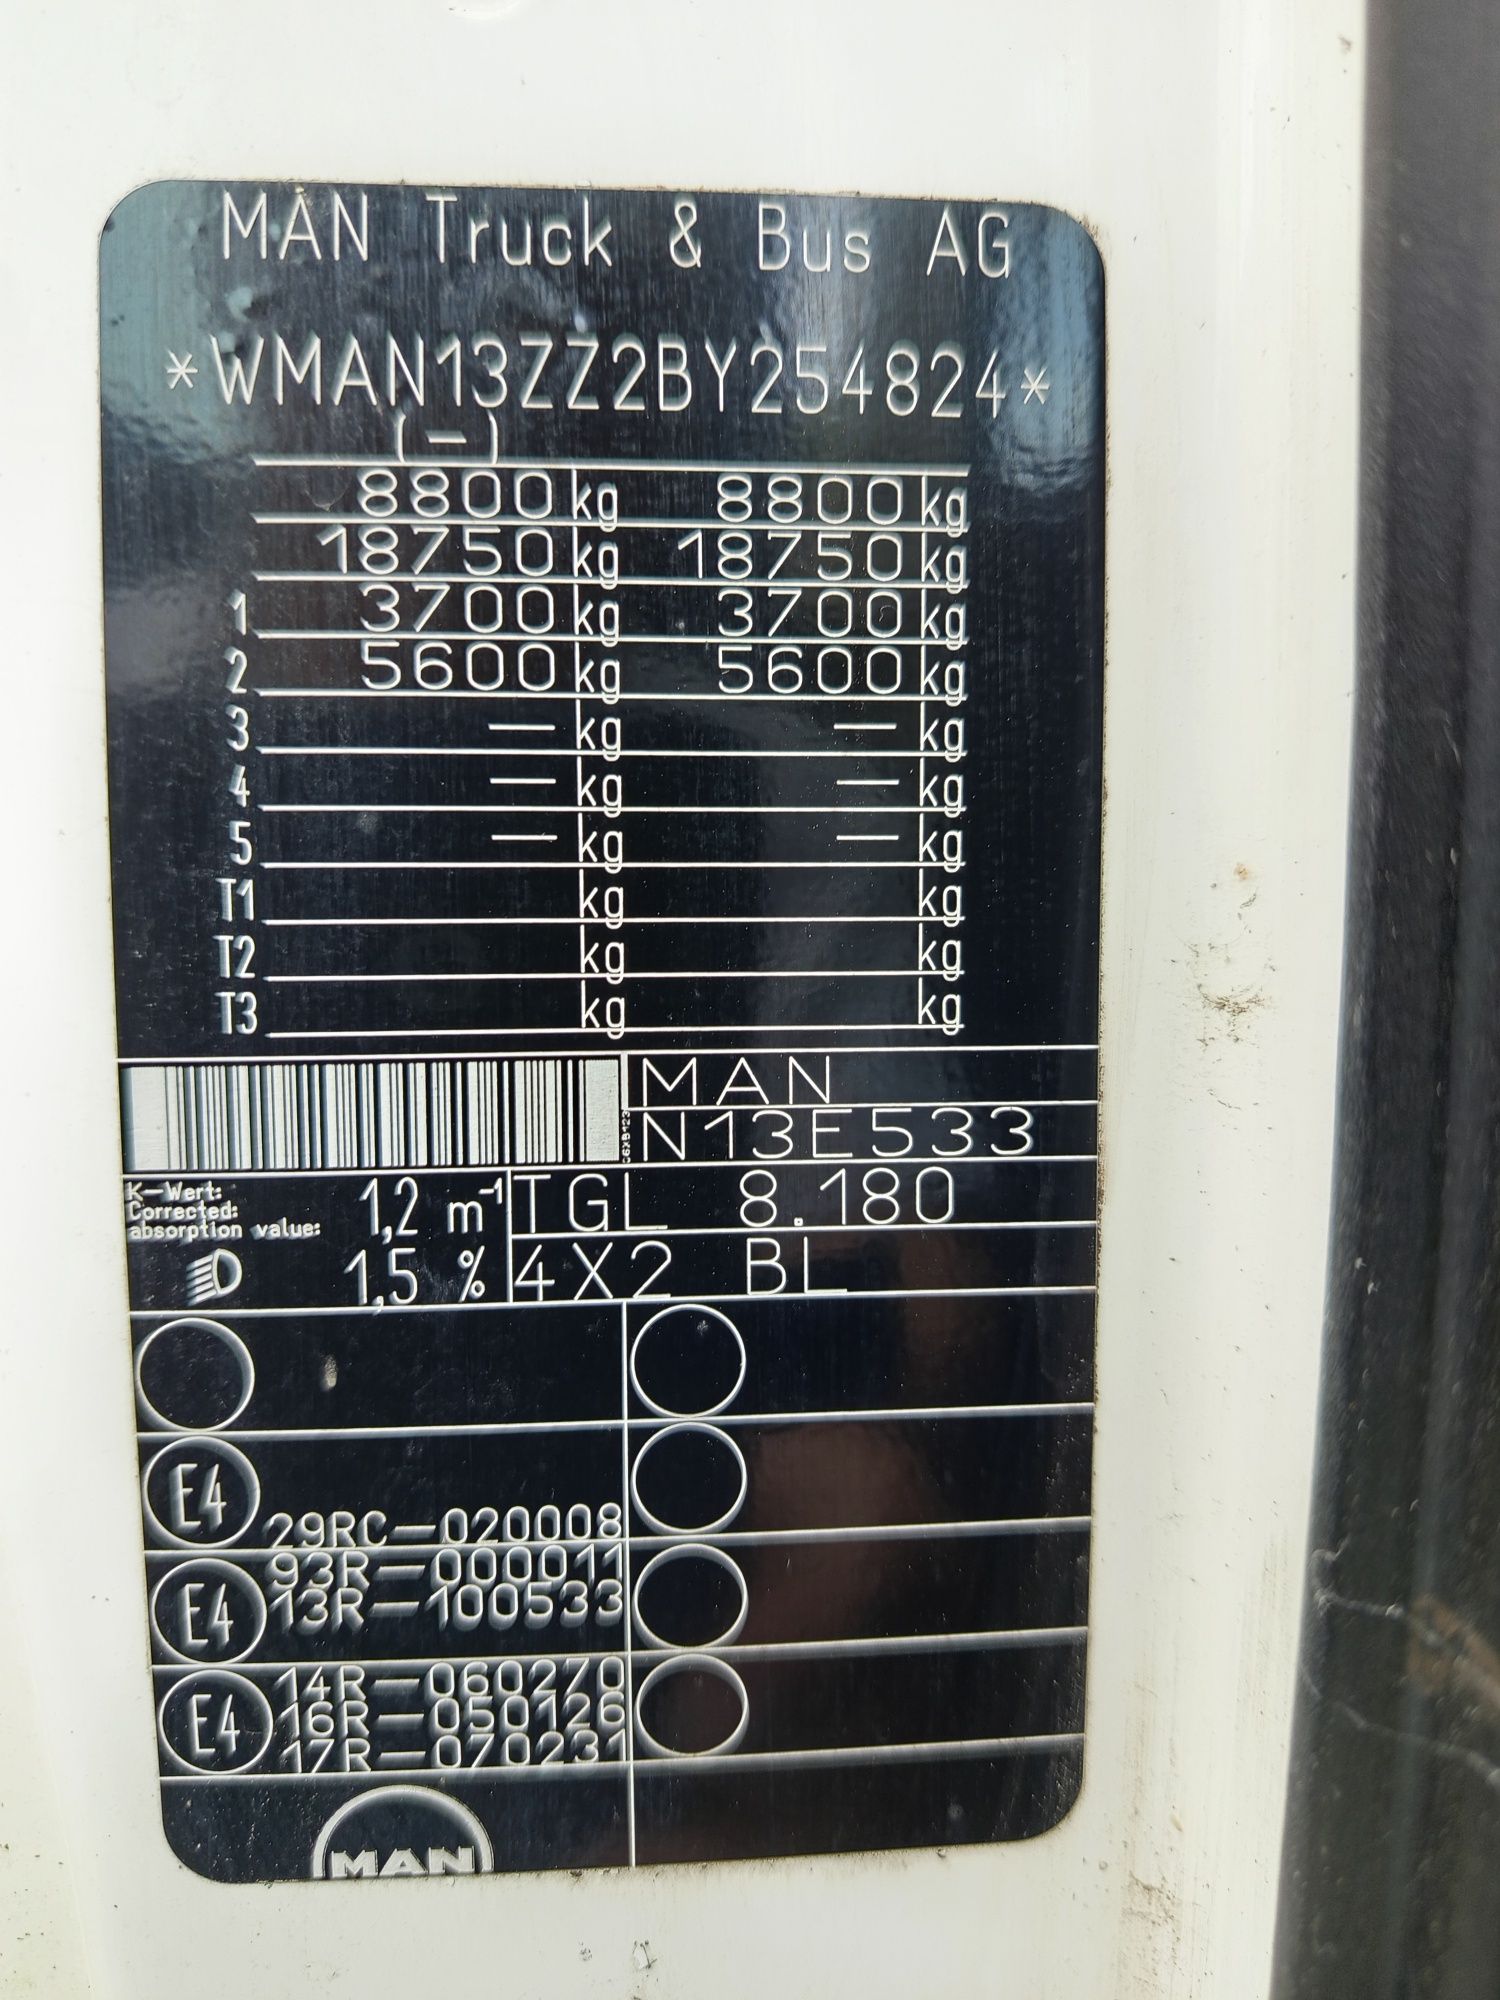 MAN Truck & Bus AG
*WMAN13ZZ2BY254824*
(-)
8800 kg 8800 kg
18750 kg 18750 kg
1 3700 kg 3700 kg
2 5600 kg 5600 kg
3 — kg — kg
4 — kg — kg
5 — kg — kg
T1 kg kg
T2 kg kg
T3 kg kg
MAN
N13E533
K-Wert:
Corrected:
absorption value: 1,2 m⁻¹
TGL 8.180
1,5 %
4X2 BL
E4 29RC-020008
93R-000011
E4 13R-100533
14R-060270
E4 16R-050126
17R-070231
MAN